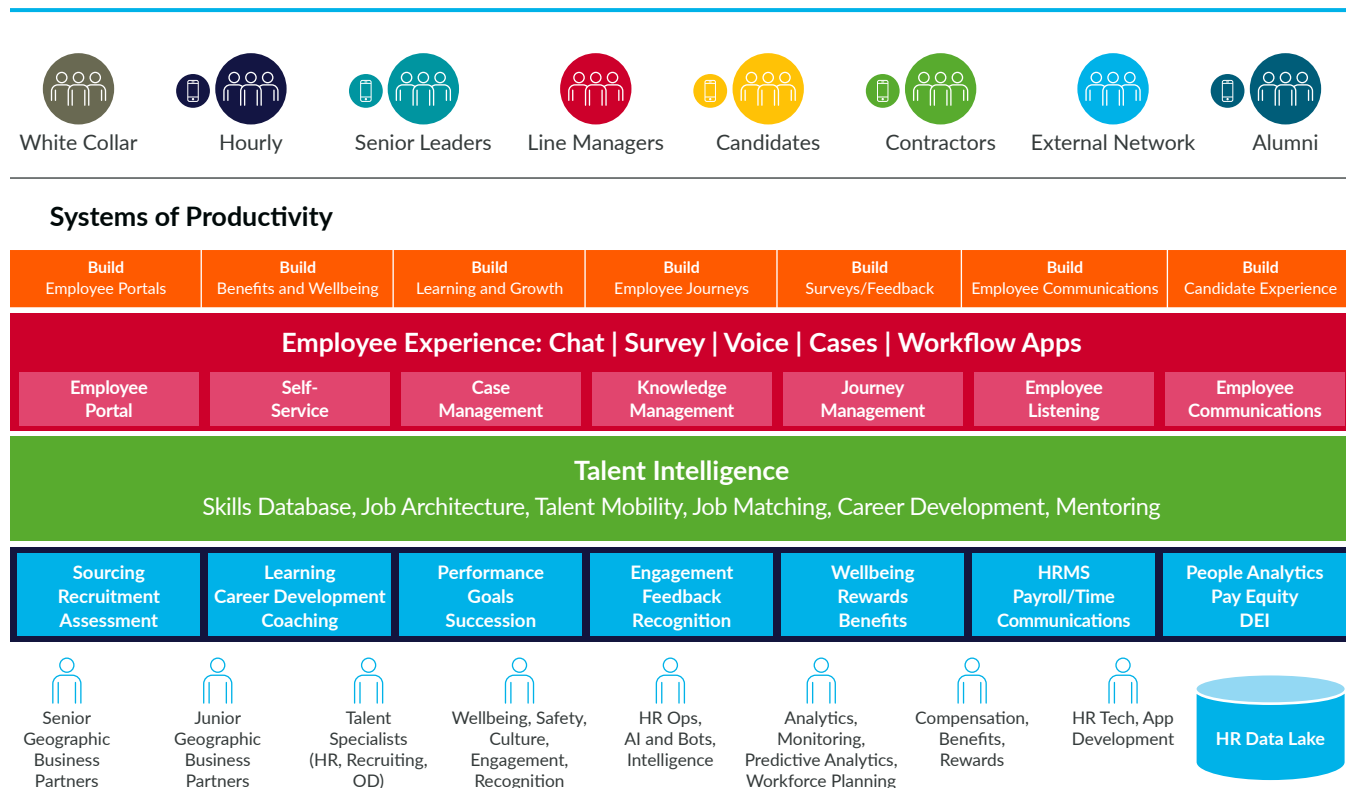 White Collar
Hourly
Senior Leaders
Line Managers
Candidates
Contractors
External Network
Alumni
Systems of Productivity
Build
Employee Portals
Build
Benefits and Wellbeing
Build
Learning and Growth
Build
Employee Journeys
Build
Surveys/Feedback
Build
Employee Communications
Build
Candidate Experience
Employee Experience: Chat | Survey | Voice | Cases | Workflow Apps
Employee
Portal
Self-
Service
Case
Management
Knowledge
Management
Journey
Management
Employee
Listening
Employee
Communications
Talent Intelligence
Skills Database, Job Architecture, Talent Mobility, Job Matching, Career Development, Mentoring
Sourcing
Recruitment
Assessment
Learning
Career Development
Coaching
Performance
Goals
Succession
Engagement
Feedback
Recognition
Wellbeing
Rewards
Benefits
HRMS
Payroll/Time
Communications
People Analytics
Pay Equity
DEI
Senior
Geographic
Business
Partners
Junior
Geographic
Business
Partners
Talent
Specialists
(HR, Recruiting,
OD)
Wellbeing, Safety,
Culture,
Engagement,
Recognition
HR Ops,
AI and Bots,
Intelligence
Analytics,
Monitoring,
Predictive Analytics,
Workforce Planning
Compensation,
Benefits,
Rewards
HR Tech, App
Development
HR Data Lake